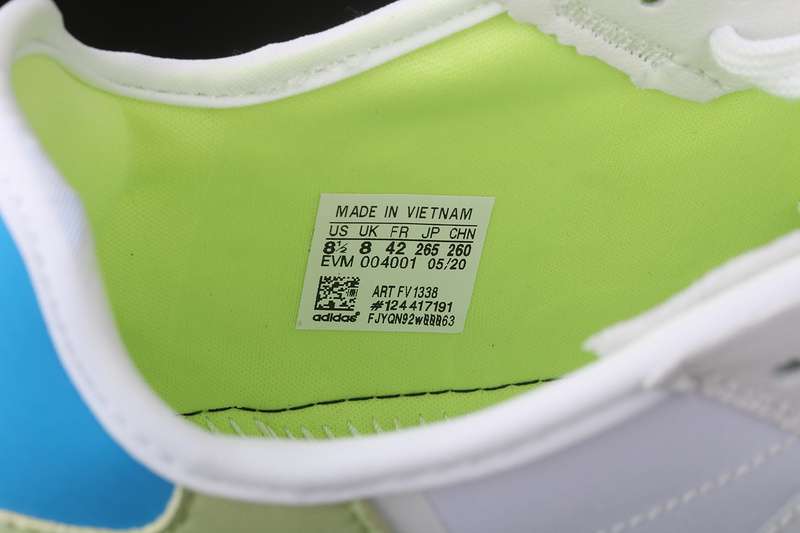 MADE IN VIETNAM
US UK FR JP CHN
8½ 8 42 265 260
EVM 004001 05/20
ART FV1338
#124417191
adidas®